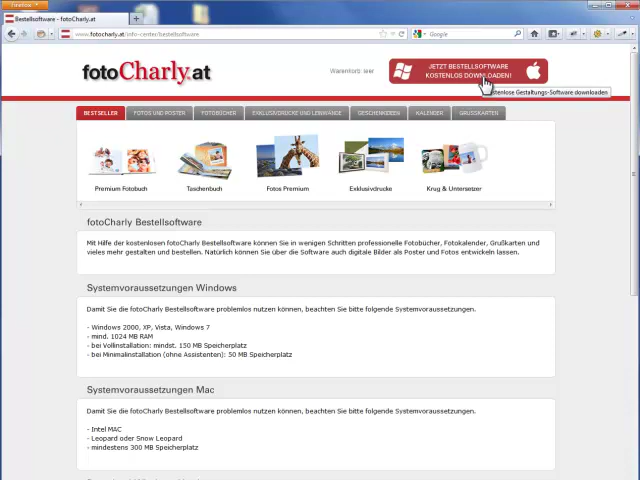 Firefox
Bestellsoftware - fotoCharly.at
www.fotocharly.at/info-center/bestellsoftware
Google
fotoCharly.at
Warenkorb: leer
JETZT BESTELLSOFTWARE
KOSTENLOS DOWNLOADEN!
kostenlose Gestaltungs-Software downloaden
BESTSELLER
FOTOS UND POSTER
FOTOBÜCHER
EXKLUSIVDRUCKE UND LEINWÄNDE
GESCHENKIDEEN
KALENDER
GRUSSKARTEN
Premium Fotobuch
Taschenbuch
Fotos Premium
Exklusivdrucke
Krug & Untersetzer
fotoCharly Bestellsoftware
Mit Hilfe der kostenlosen fotoCharly Bestellsoftware können Sie in wenigen Schritten professionelle Fotobücher, Fotokalender, Grußkarten und
vieles mehr gestalten und bestellen. Natürlich können Sie über die Software auch digitale Bilder als Poster und Fotos entwickeln lassen.
Systemvoraussetzungen Windows
Damit Sie die fotoCharly Bestellsoftware problemlos nutzen können, beachten Sie bitte folgende Systemvoraussetzungen.
- Windows 2000, XP, Vista, Windows 7
- mind. 1024 MB RAM
- bei Vollinstallation: mindst. 150 MB Speicherplatz
- bei Minimalinstallation (ohne Assistenten): 50 MB Speicherplatz
Systemvoraussetzungen Mac
Damit Sie die fotoCharly Bestellsoftware problemlos nutzen können, beachten Sie bitte folgende Systemvoraussetzungen.
- Intel MAC
- Leopard oder Snow Leopard
- mindestens 300 MB Speicherplatz